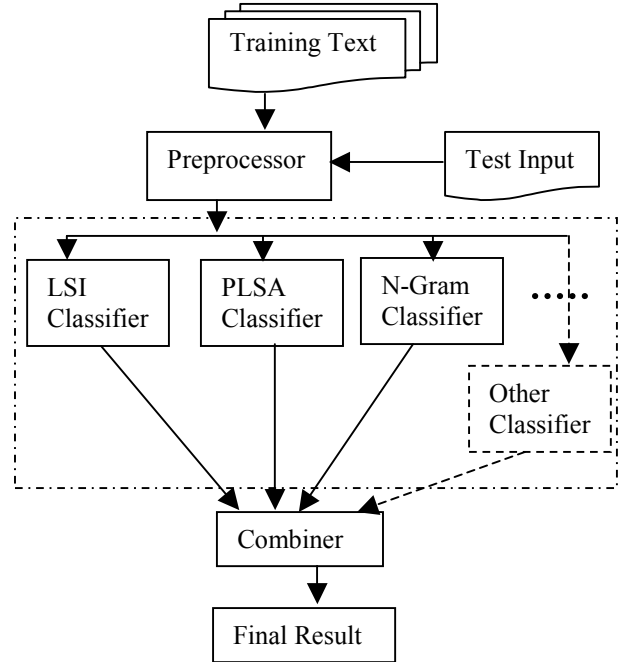 Training Text
Preprocessor
Test Input
LSI
Classifier
PLSA
Classifier
N-Gram
Classifier
Other
Classifier
Combiner
Final Result